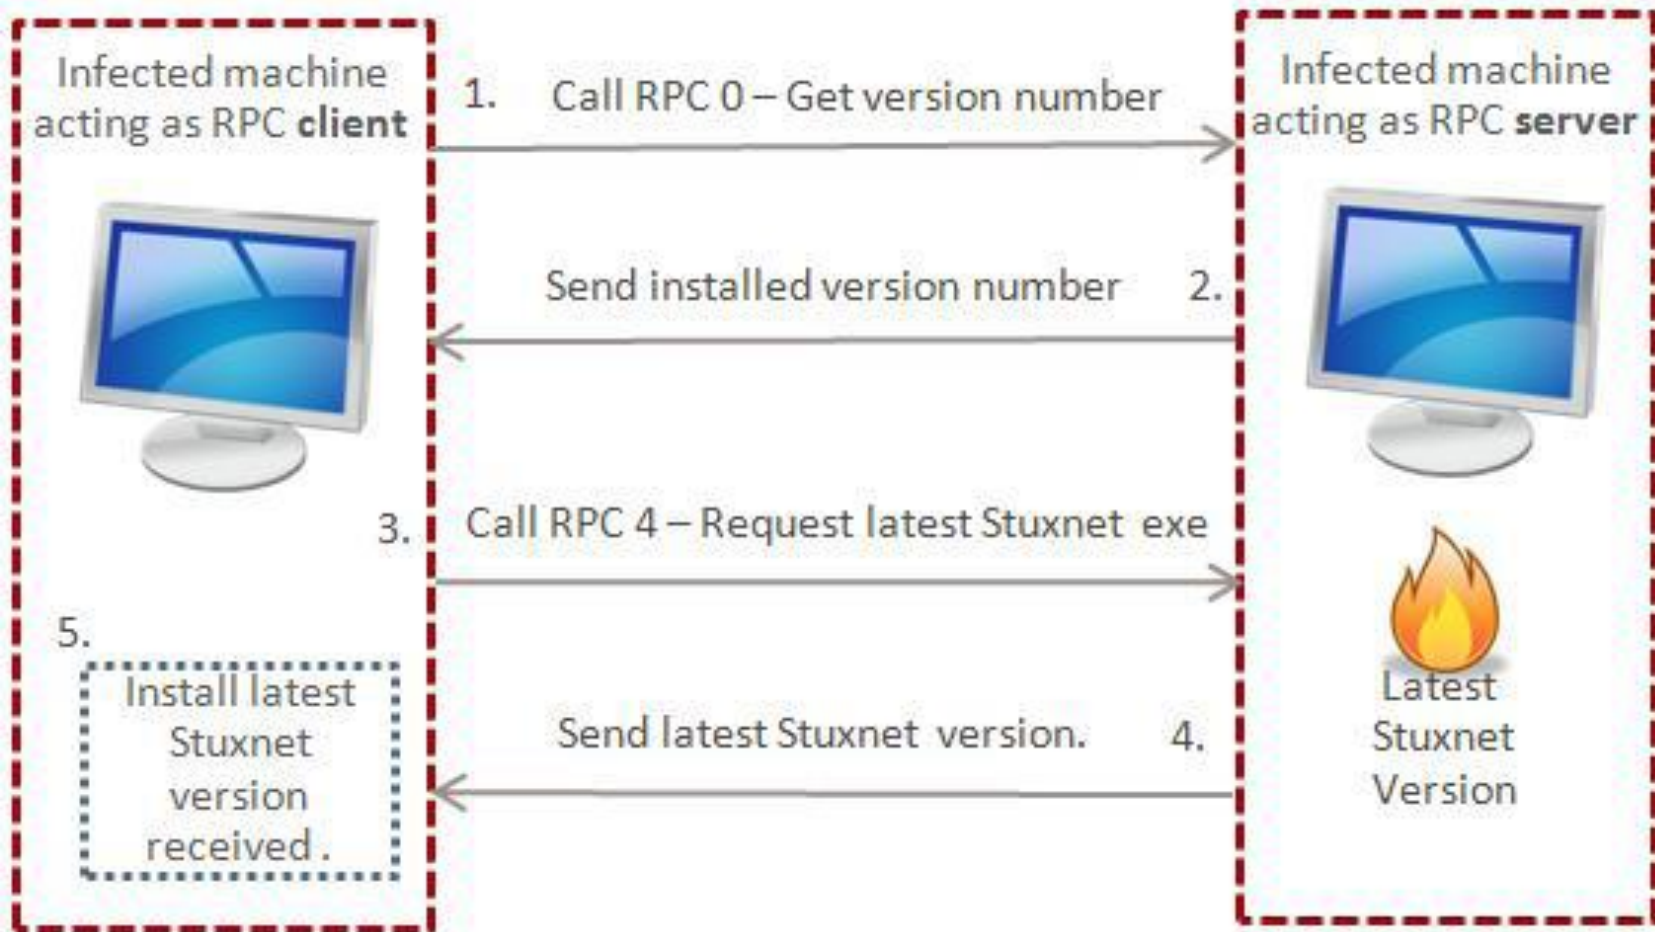 Infected machine
acting as RPC client
1. Call RPC 0 – Get version number
Infected machine
acting as RPC server
Send installed version number 2.
3. Call RPC 4 – Request latest Stuxnet exe
5.
Install latest
Stuxnet
version
received.
Send latest Stuxnet version. 4.
Latest
Stuxnet
Version